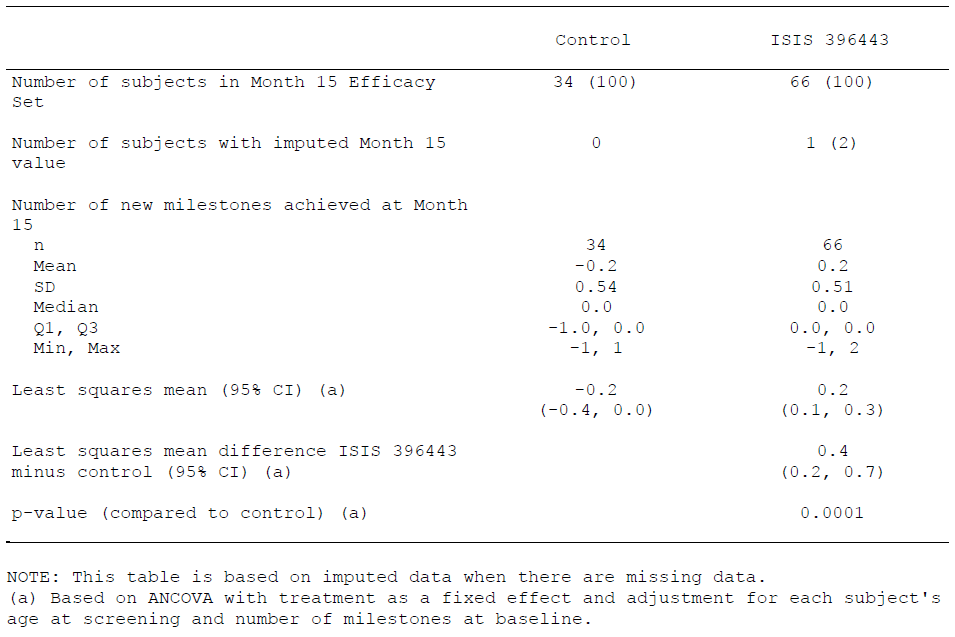 Control ISIS 396443
Number of subjects in Month 15 Efficacy 34 (100) 66 (100)
Set
Number of subjects with imputed Month 15 0 1 (2)
value
Number of new milestones achieved at Month
15
n 34 66
Mean -0.2 0.2
SD 0.54 0.51
Median 0.0 0.0
Q1, Q3 -1.0, 0.0 0.0, 0.0
Min, Max -1, 1 -1, 2
Least squares mean (95% CI) (a) -0.2 0.2
(-0.4, 0.0) (0.1, 0.3)
Least squares mean difference ISIS 396443 0.4
minus control (95% CI) (a) (0.2, 0.7)
p-value (compared to control) (a) 0.0001
NOTE: This table is based on imputed data when there are missing data.
(a) Based on ANCOVA with treatment as a fixed effect and adjustment for each subject's
age at screening and number of milestones at baseline.